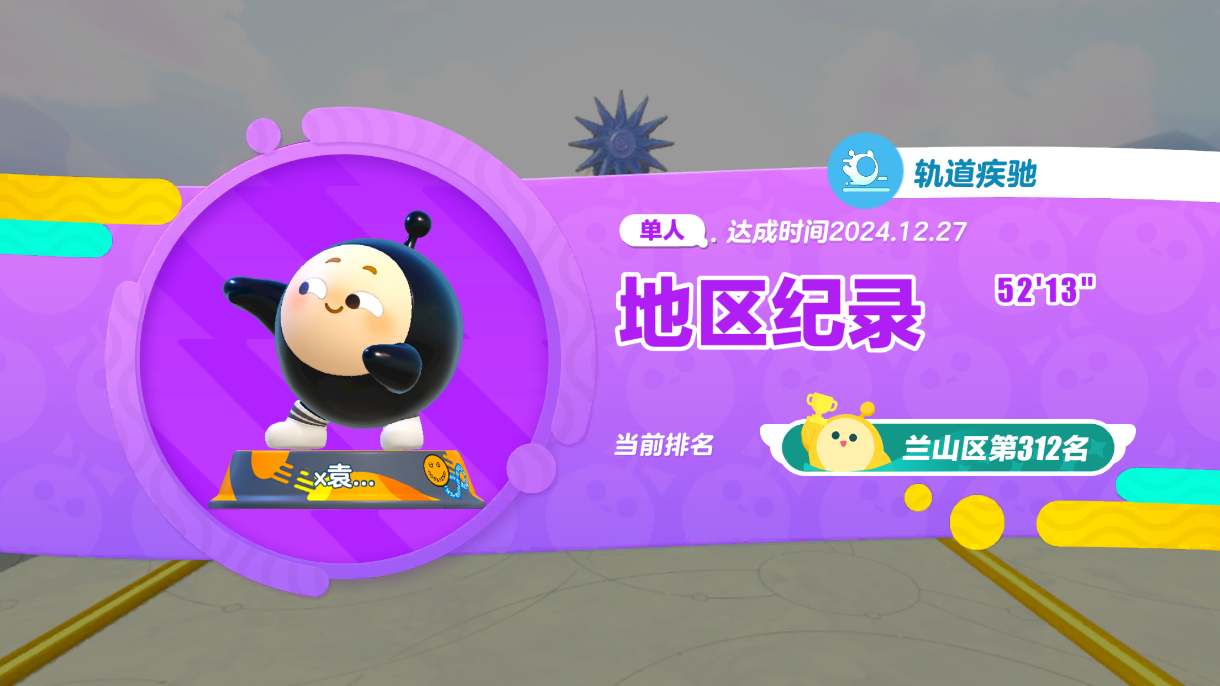 轨道疾驰
单人. 达成时间2024.12.27
地区纪录 52'13"
当前排名 兰山区第312名
x袁...